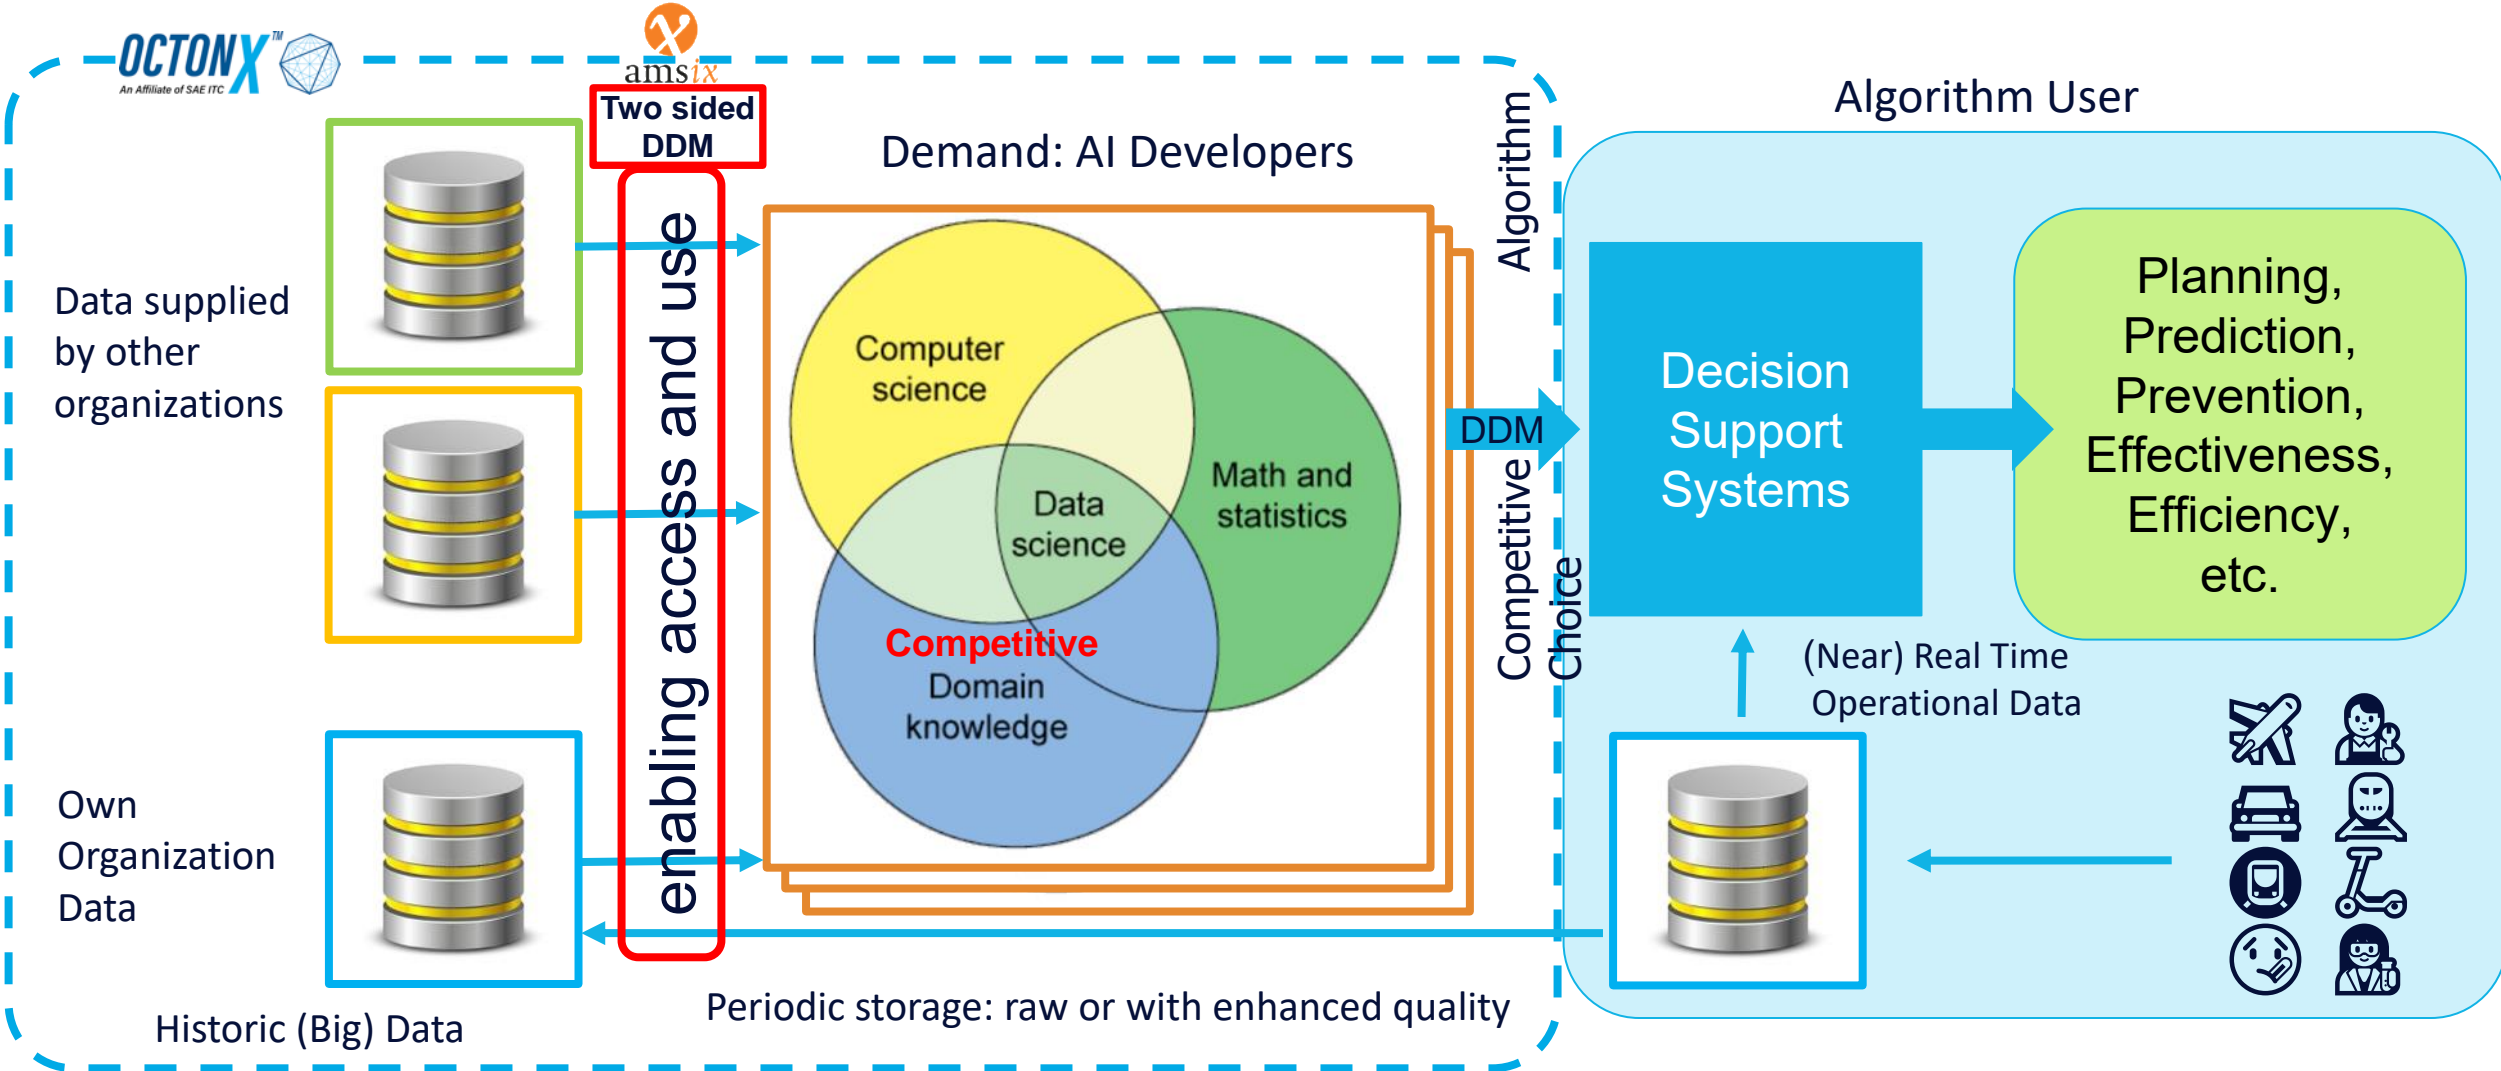 OCTONX™
An Affiliate of SAE ITC
amsix
Two sided
DDM
enabling access and use
Data supplied
by other
organizations
Own
Organization
Data
Historic (Big) Data
Demand: AI Developers
Computer
science
Math and
statistics
Data
science
Competitive
Domain
knowledge
Periodic storage: raw or with enhanced quality
Algorithm
DDM
Competitive
Choice
Algorithm User
Decision
Support
Systems
Planning,
Prediction,
Prevention,
Effectiveness,
Efficiency,
etc.
(Near) Real Time
Operational Data